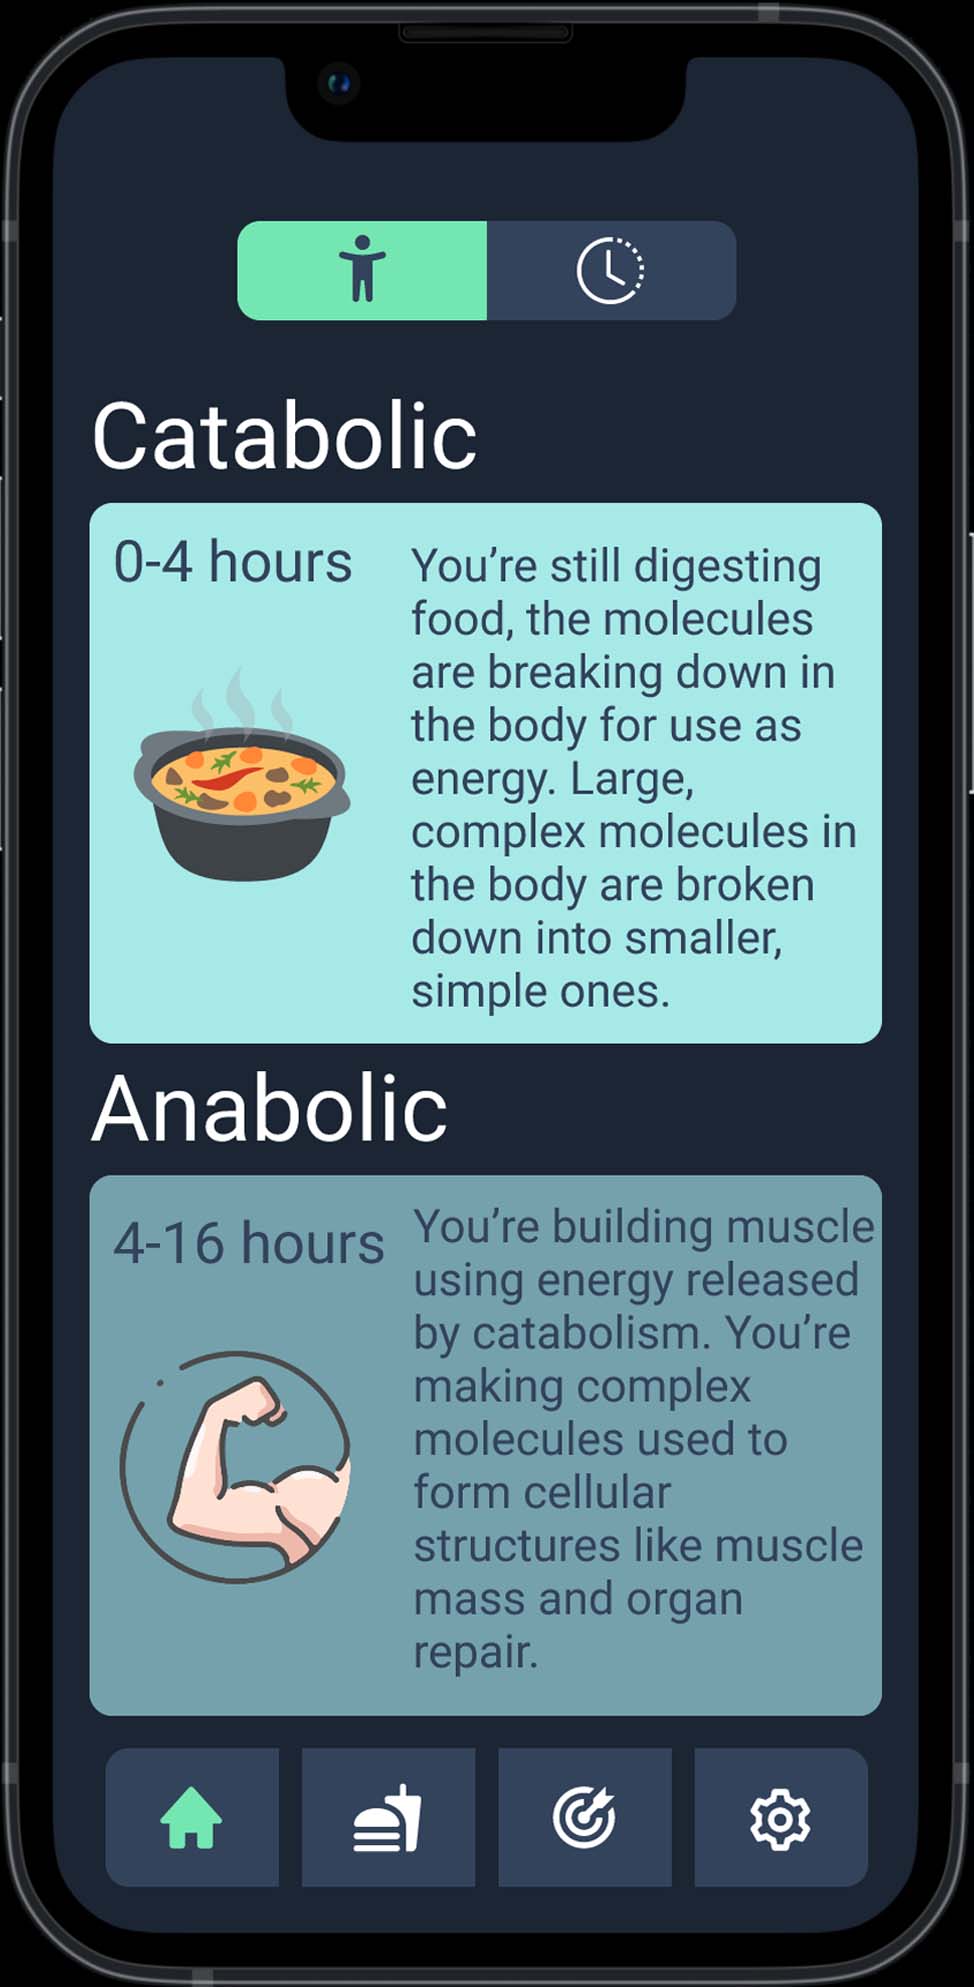 Catabolic
0-4 hours
You’re still digesting
food, the molecules
are breaking down in
the body for use as
energy. Large,
complex molecules in
the body are broken
down into smaller,
simple ones.
Anabolic
4-16 hours
You’re building muscle
using energy released
by catabolism. You’re
making complex
molecules used to
form cellular
structures like muscle
mass and organ
repair.